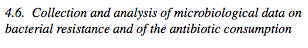 4.6. Collection and analysis of microbiological data on
bacterial resistance and of the antibiotic consumption